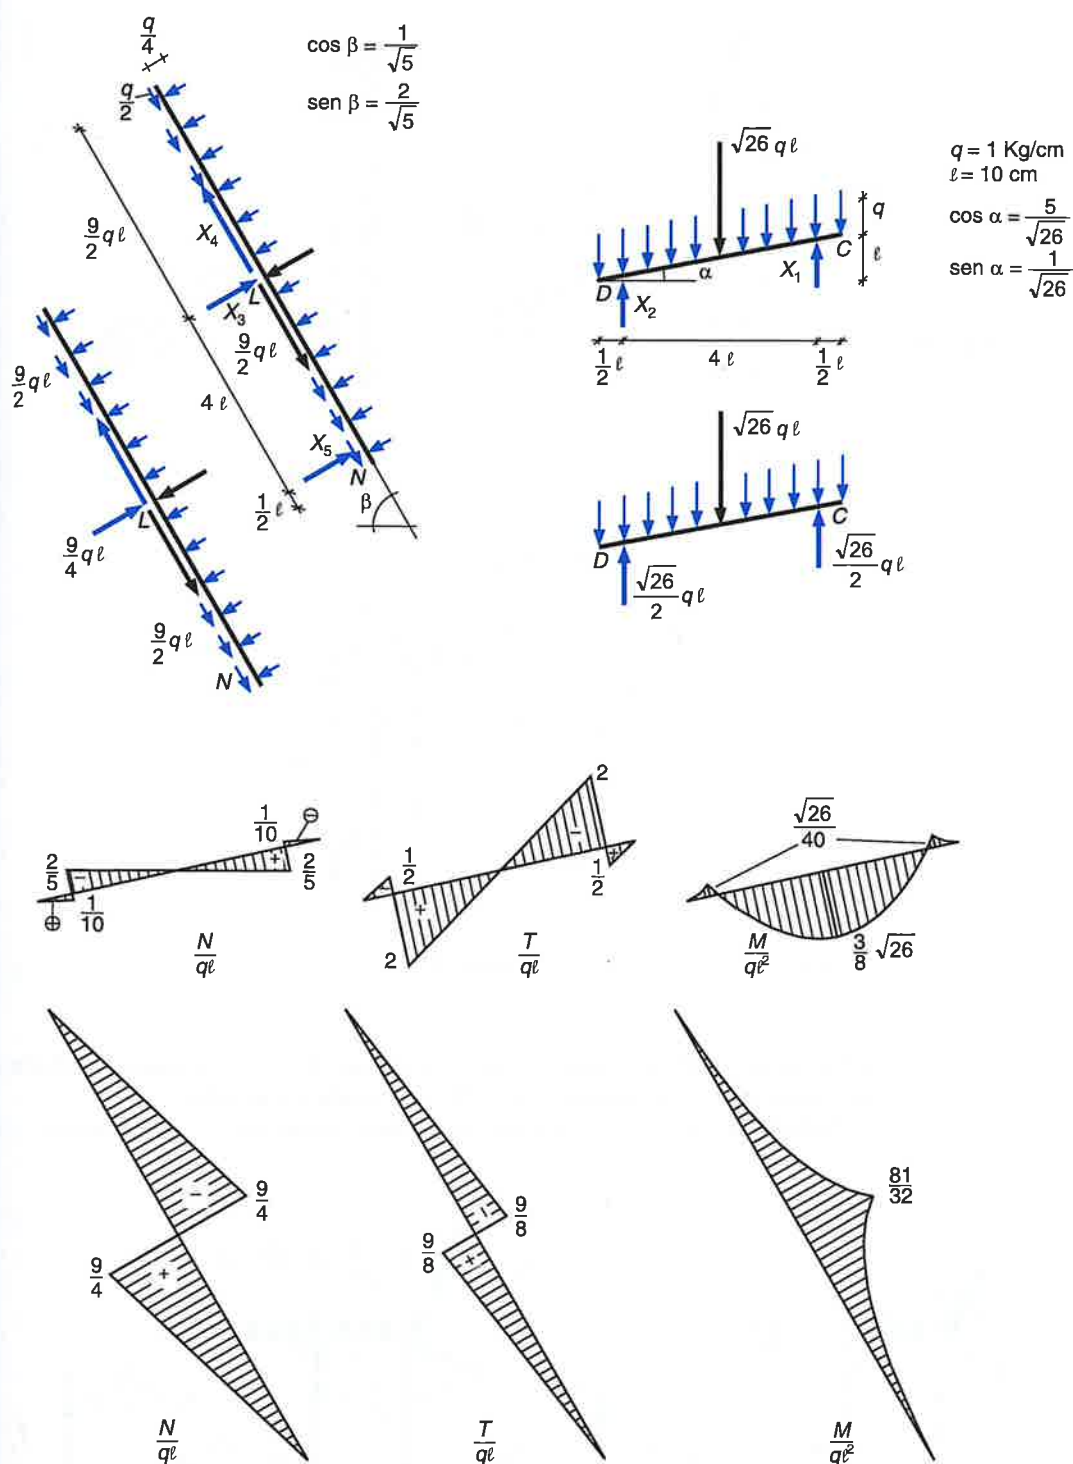 q/4
q/2
cos β = 1/√5
sen β = 2/√5
9/2 qℓ
X4
X3
L
9/2 qℓ
4 ℓ
X5
N
1/2 ℓ
β
9/2 qℓ
L
9/4 qℓ
9/2 qℓ
N
√26 qℓ
q
ℓ
D
α
X1
C
X2
1/2 ℓ
4 ℓ
1/2 ℓ
q = 1 Kg/cm
ℓ = 10 cm
cos α = 5/√26
sen α = 1/√26
√26 qℓ
D
C
√26/2 qℓ
√26/2 qℓ
2/5
−
1/10
⊕
1/10
⊖
+
2/5
N/qℓ
1/2
−
+
2
2
−
1/2
+
T/qℓ
√26/40
3/8 √26
M/qℓ²
−
9/4
9/4
+
N/qℓ
−
9/8
9/8
+
T/qℓ
81/32
M/qℓ²